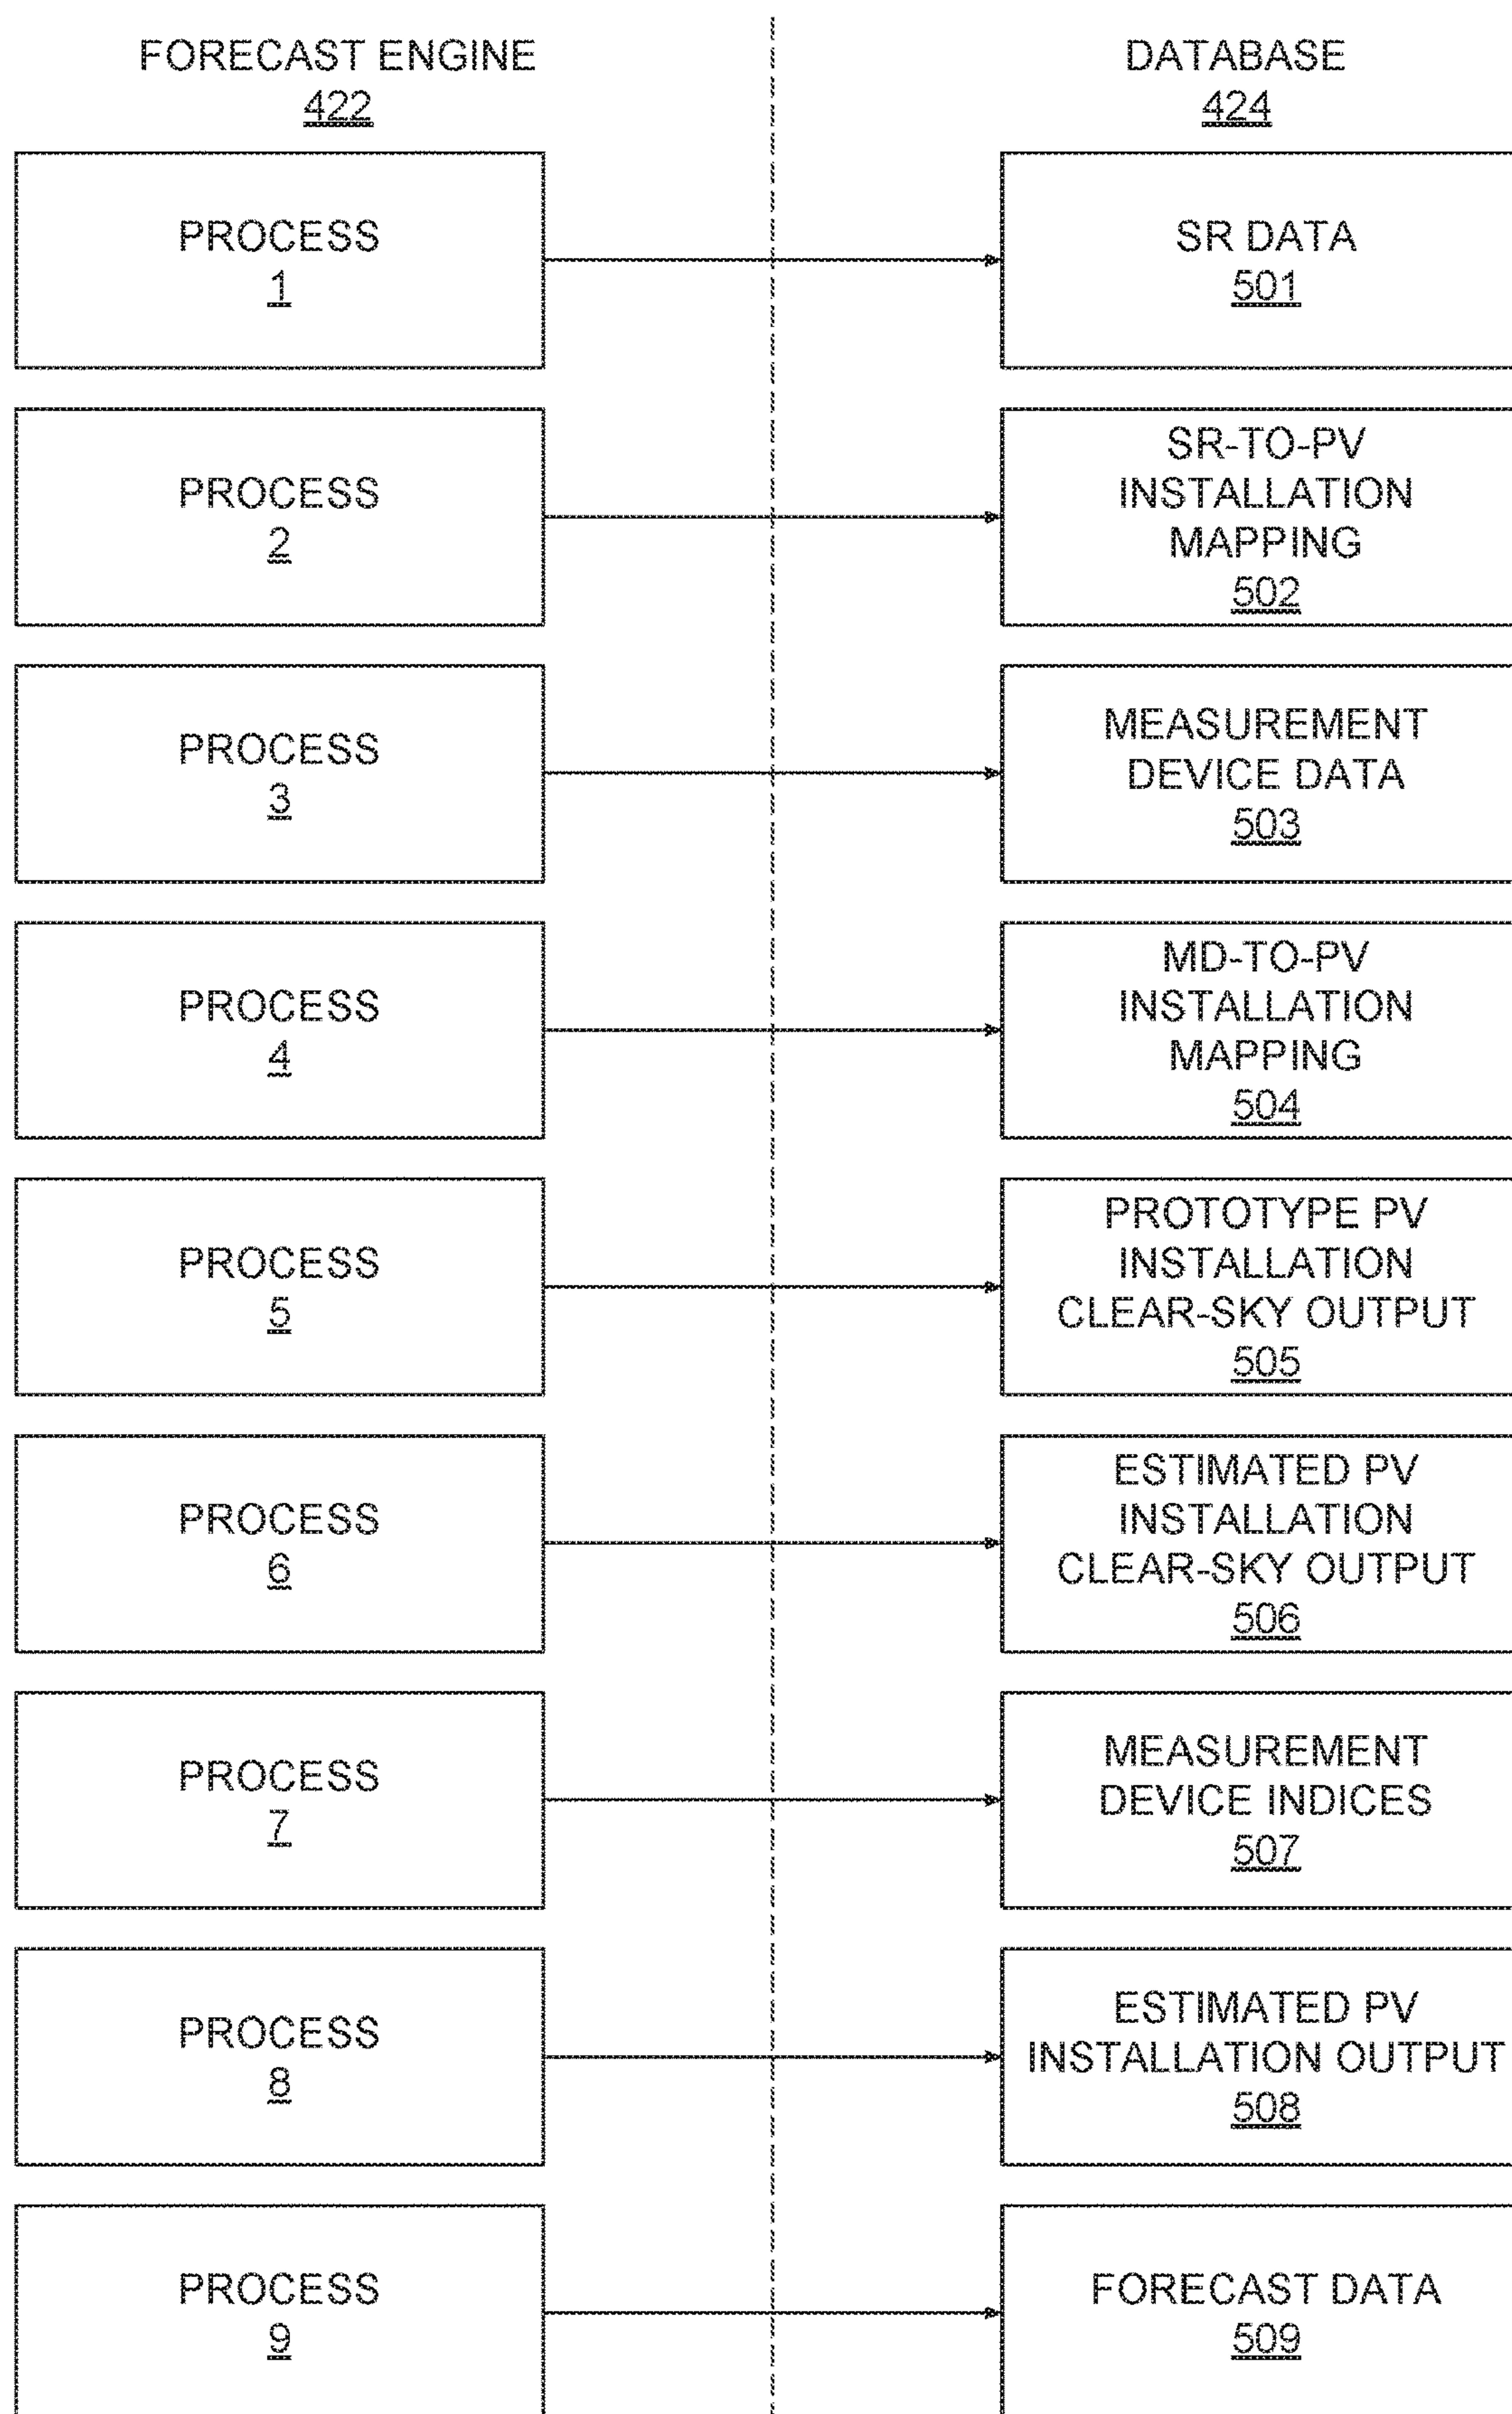 FORECAST ENGINE
422
DATABASE
424
PROCESS
1
SR DATA
501
PROCESS
2
SR-TO-PV
INSTALLATION
MAPPING
502
PROCESS
3
MEASUREMENT
DEVICE DATA
503
PROCESS
4
MD-TO-PV
INSTALLATION
MAPPING
504
PROCESS
5
PROTOTYPE PV
INSTALLATION
CLEAR-SKY OUTPUT
505
PROCESS
6
ESTIMATED PV
INSTALLATION
CLEAR-SKY OUTPUT
506
PROCESS
7
MEASUREMENT
DEVICE INDICES
507
PROCESS
8
ESTIMATED PV
INSTALLATION OUTPUT
508
PROCESS
9
FORECAST DATA
509